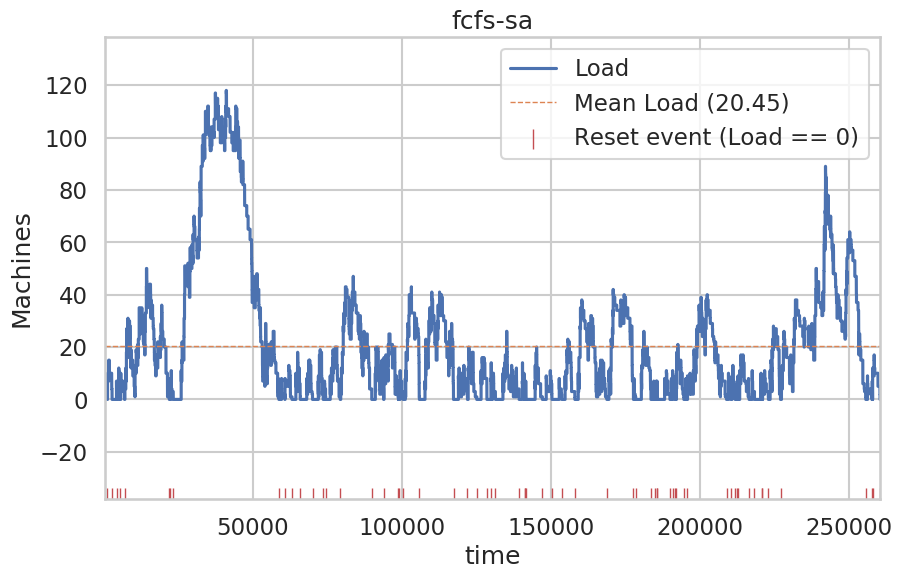 fcfs-sa
Load
Mean Load (20.45)
Reset event (Load == 0)
Machines
120
100
80
60
40
20
0
−20
50000
100000
150000
200000
250000
time